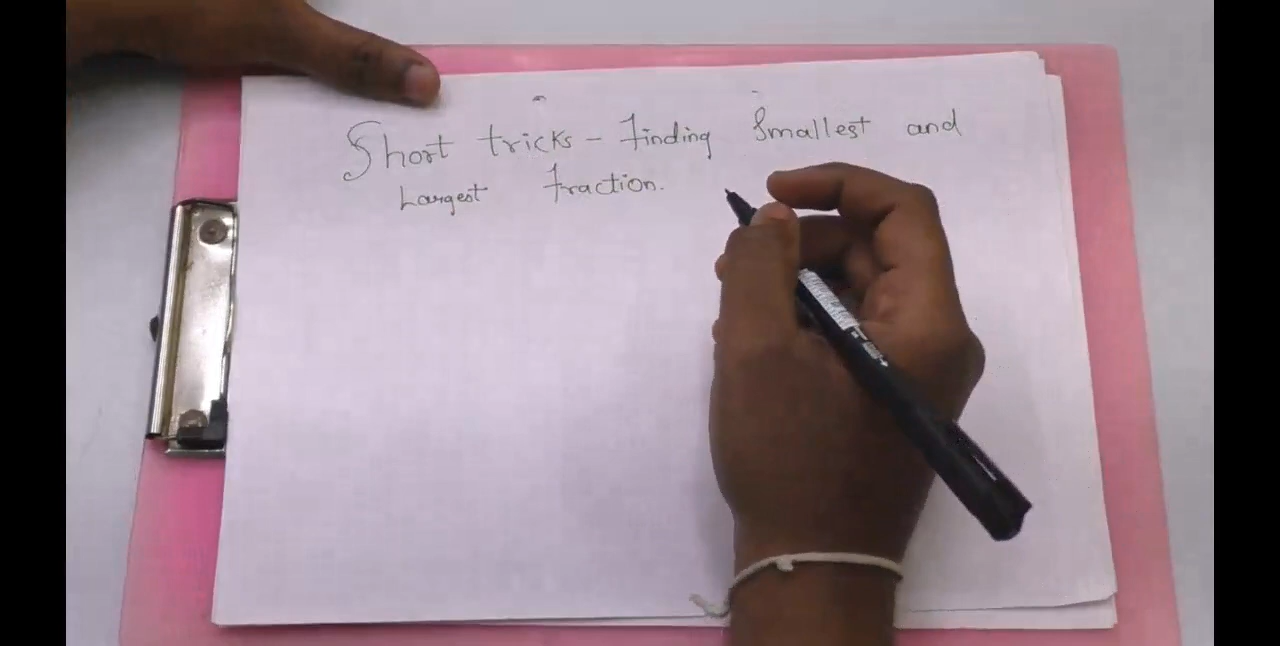 Short tricks - Finding Smallest and
Largest fraction.